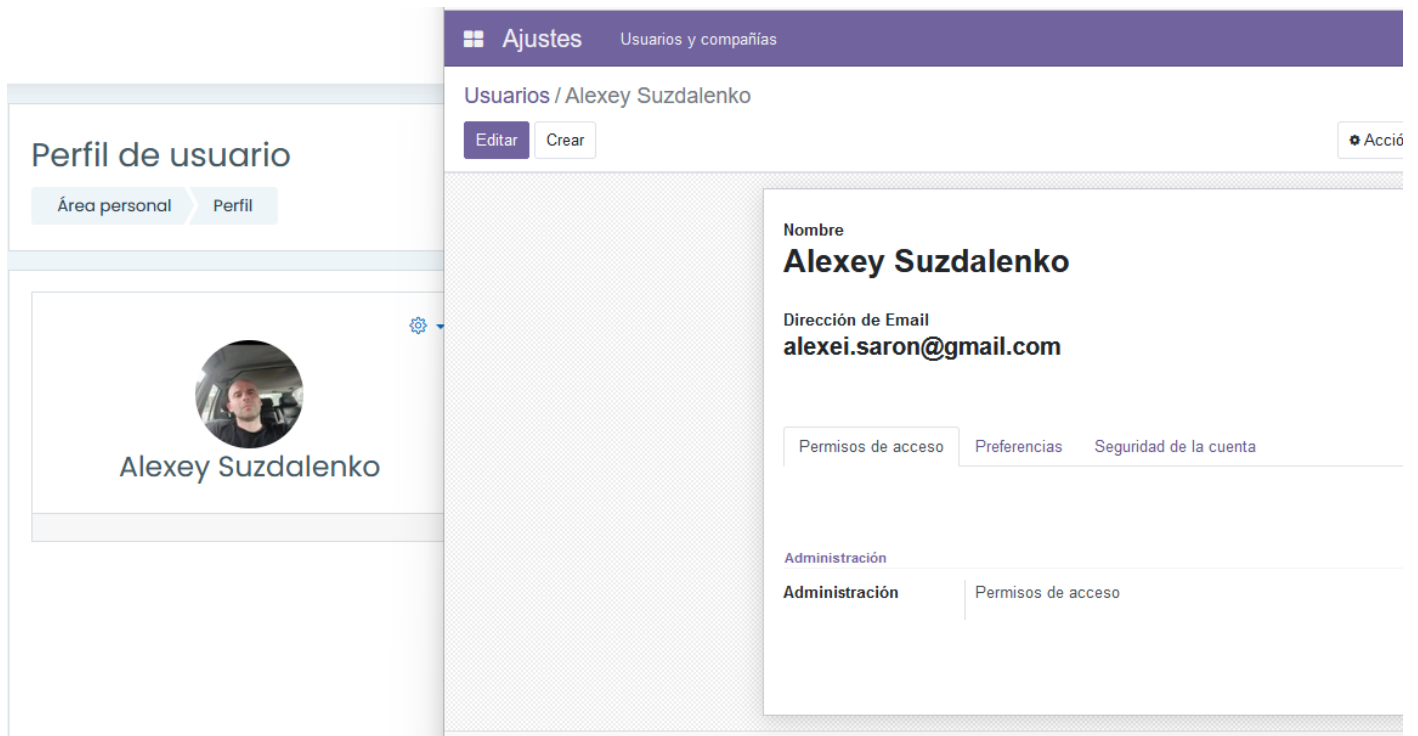 Perfil de usuario
Área personal
Perfil
Alexey Suzdalenko
Ajustes
Usuarios y compañías
Usuarios / Alexey Suzdalenko
Editar
Crear
Acció
Nombre
Alexey Suzdalenko
Dirección de Email
alexei.saron@gmail.com
Permisos de acceso
Preferencias
Seguridad de la cuenta
Administración
Administración
Permisos de acceso